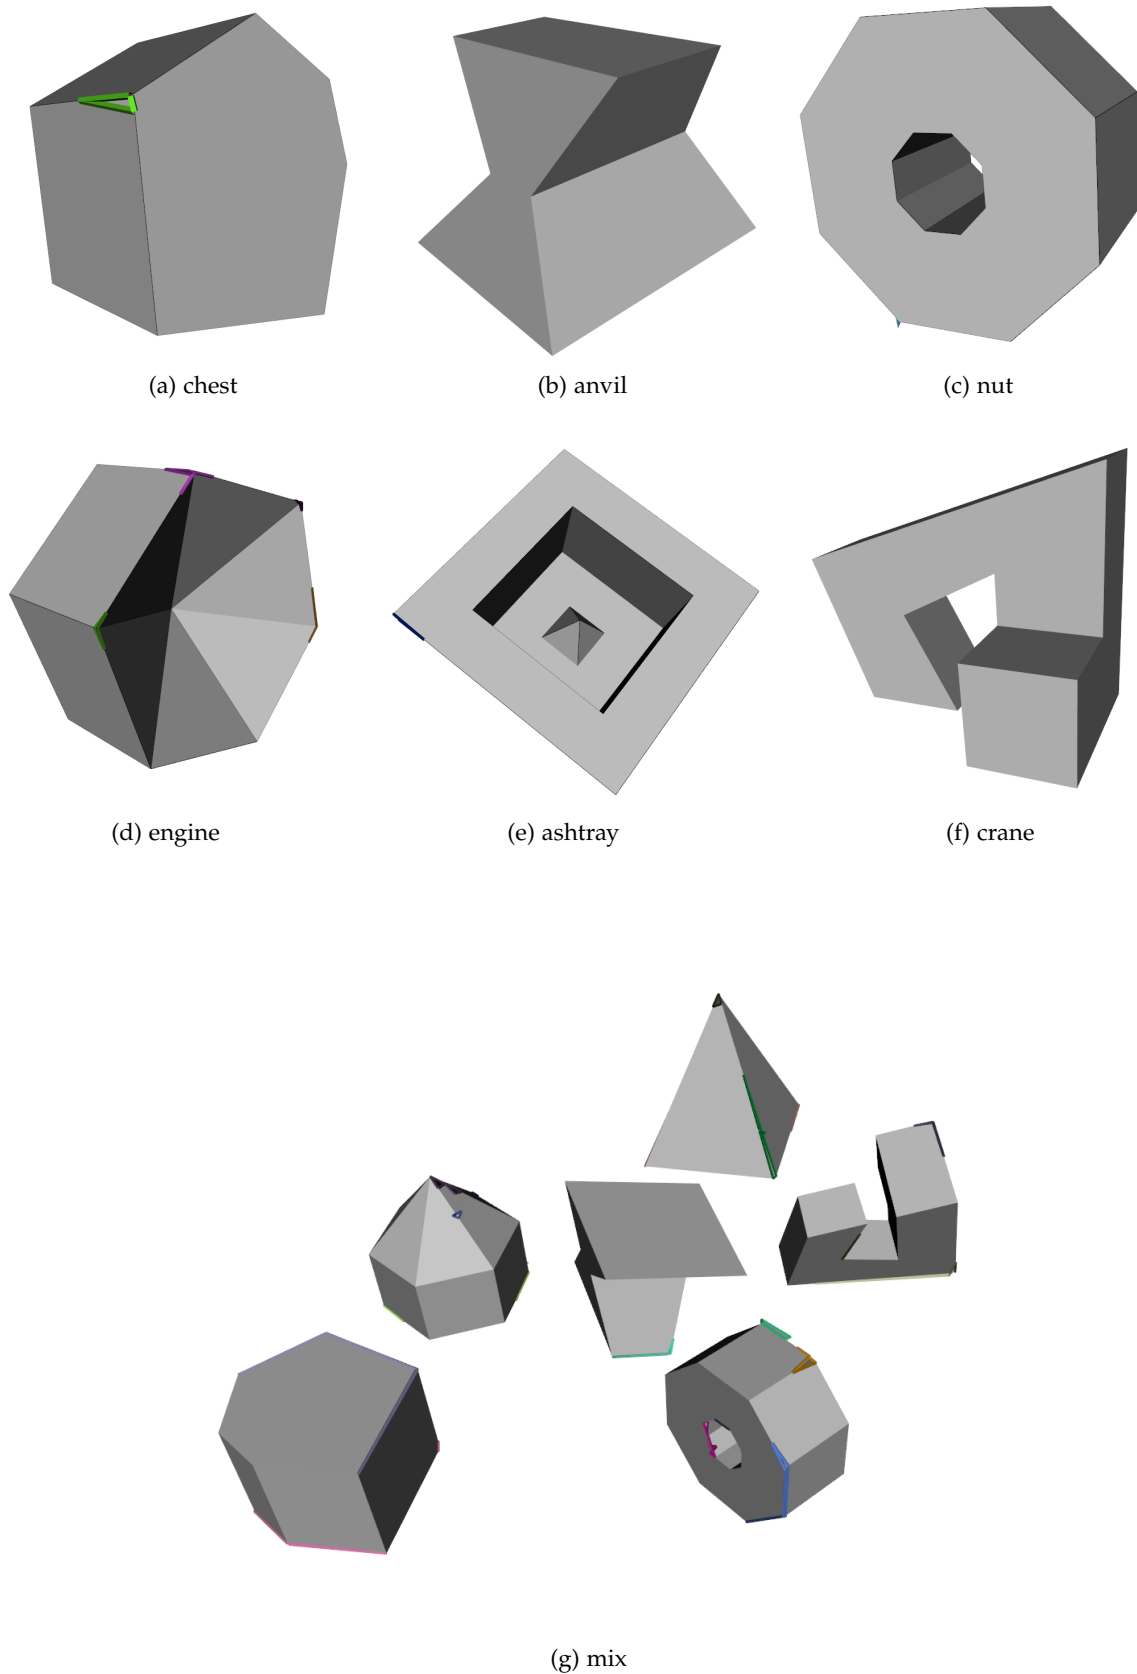 (a) chest
(b) anvil
(c) nut
(d) engine
(e) ashtray
(f) crane
(g) mix